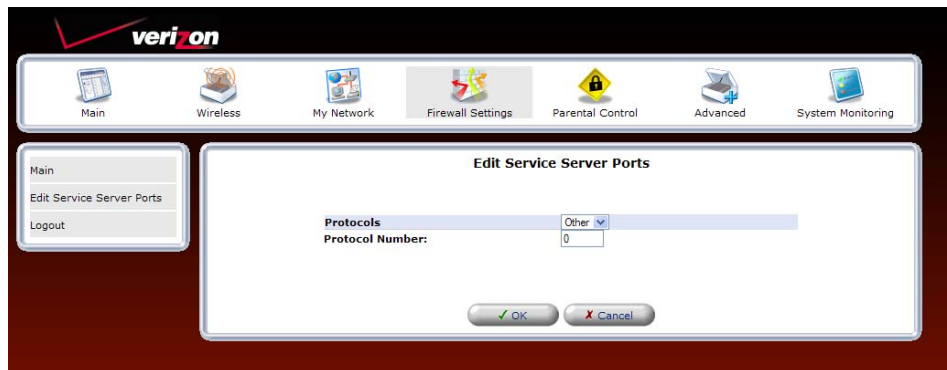 verizon
Main Wireless My Network Firewall Settings Parental Control Advanced System Monitoring
Main
Edit Service Server Ports
Logout
Edit Service Server Ports
Protocols Other
Protocol Number: 0
OK Cancel